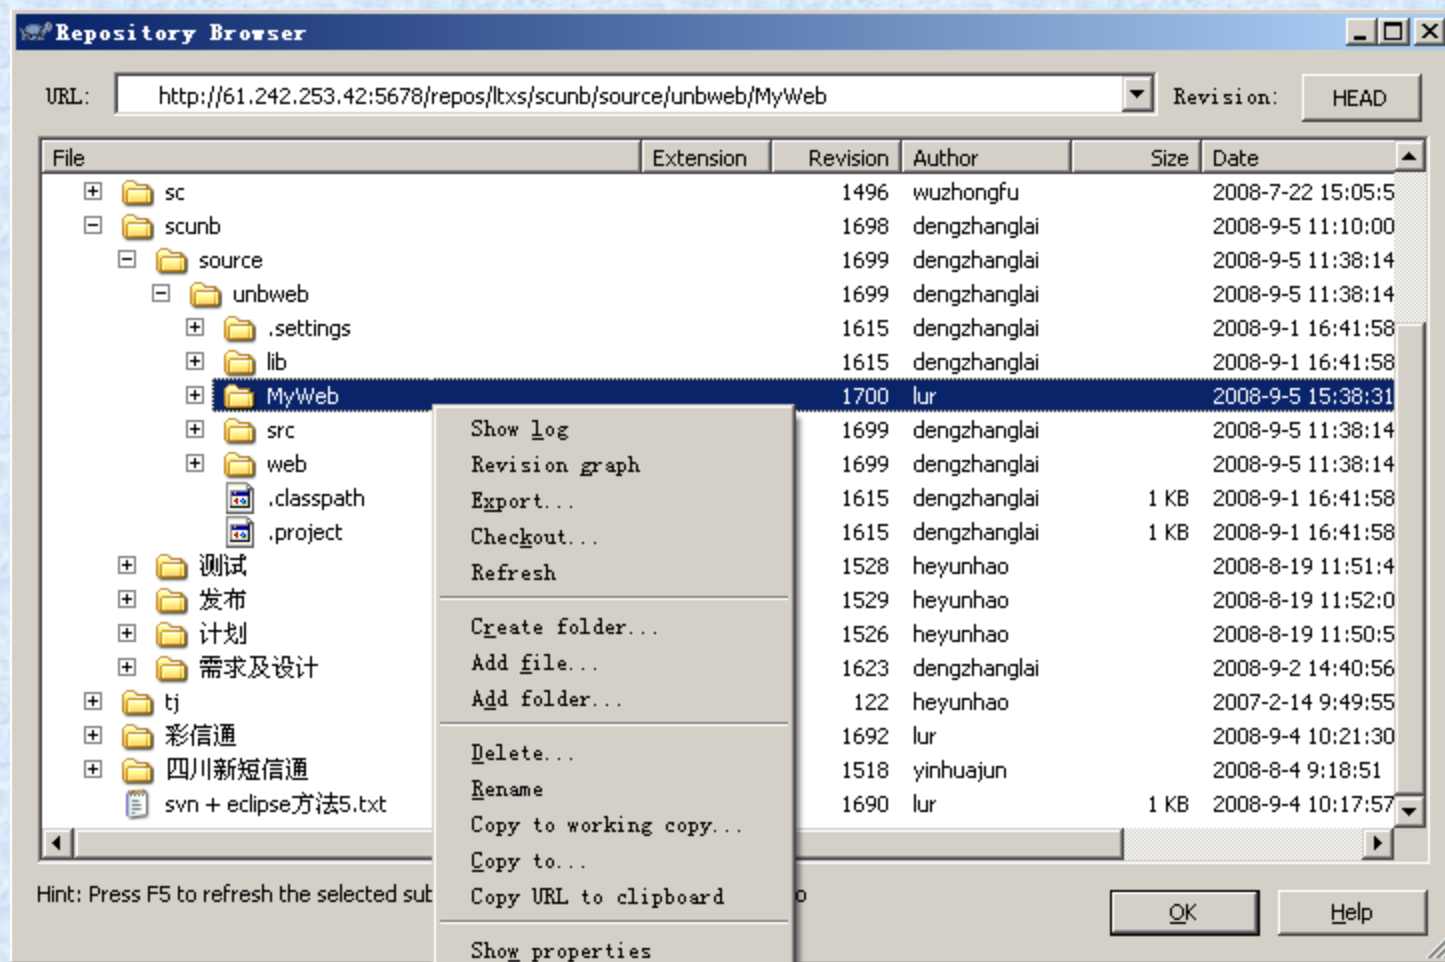 Repository Browser
URL: http://61.242.253.42:5678/repos/ltxs/scunb/source/unbweb/MyWeb Revision: HEAD
File Extension Revision Author Size Date
sc 1496 wuzhongfu 2008-7-22 15:05:5
scunb 1698 dengzhanglai 2008-9-5 11:10:00
source 1699 dengzhanglai 2008-9-5 11:38:14
unbweb 1699 dengzhanglai 2008-9-5 11:38:14
.settings 1615 dengzhanglai 2008-9-1 16:41:58
lib 1615 dengzhanglai 2008-9-1 16:41:58
MyWeb 1700 lur 2008-9-5 15:38:31
src 1699 dengzhanglai 2008-9-5 11:38:14
web 1699 dengzhanglai 2008-9-5 11:38:14
.classpath 1615 dengzhanglai 1 KB 2008-9-1 16:41:58
.project 1615 dengzhanglai 1 KB 2008-9-1 16:41:58
测试 1528 heyunhao 2008-8-19 11:51:4
发布 1529 heyunhao 2008-8-19 11:52:0
计划 1526 heyunhao 2008-8-19 11:50:5
需求及设计 1623 dengzhanglai 2008-9-2 14:40:56
tj 122 heyunhao 2007-2-14 9:49:55
彩信通 1692 lur 2008-9-4 10:21:30
四川新短信通 1518 yinhuajun 2008-8-4 9:18:51
svn + eclipse方法5.txt 1690 lur 1 KB 2008-9-4 10:17:57
Show log
Revision graph
Export...
Checkout...
Refresh
Create folder...
Add file...
Add folder...
Delete...
Rename
Copy to working copy...
Copy to...
Copy URL to clipboard
Show properties
Hint: Press F5 to refresh the selected sub o
OK Help